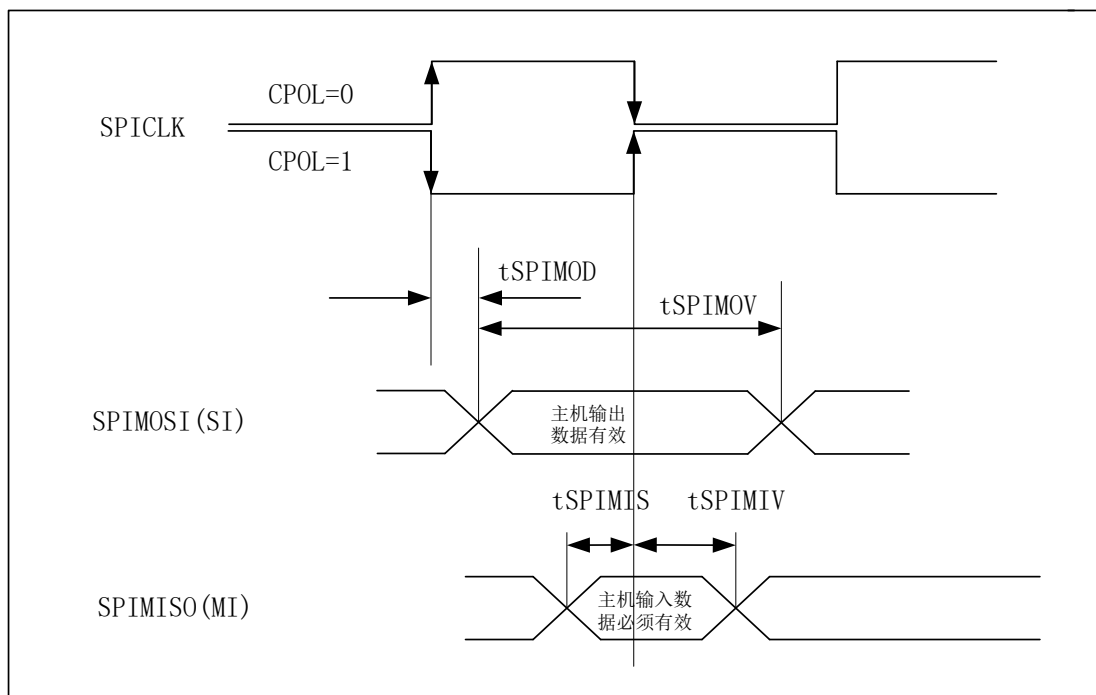 CPOL=0
SPICLK
CPOL=1
tSPIMOD
tSPIMOV
SPIMOSI(SI)
主机输出
数据有效
tSPIMIS
tSPIMIV
SPIMISO(MI)
主机输入数
据必须有效